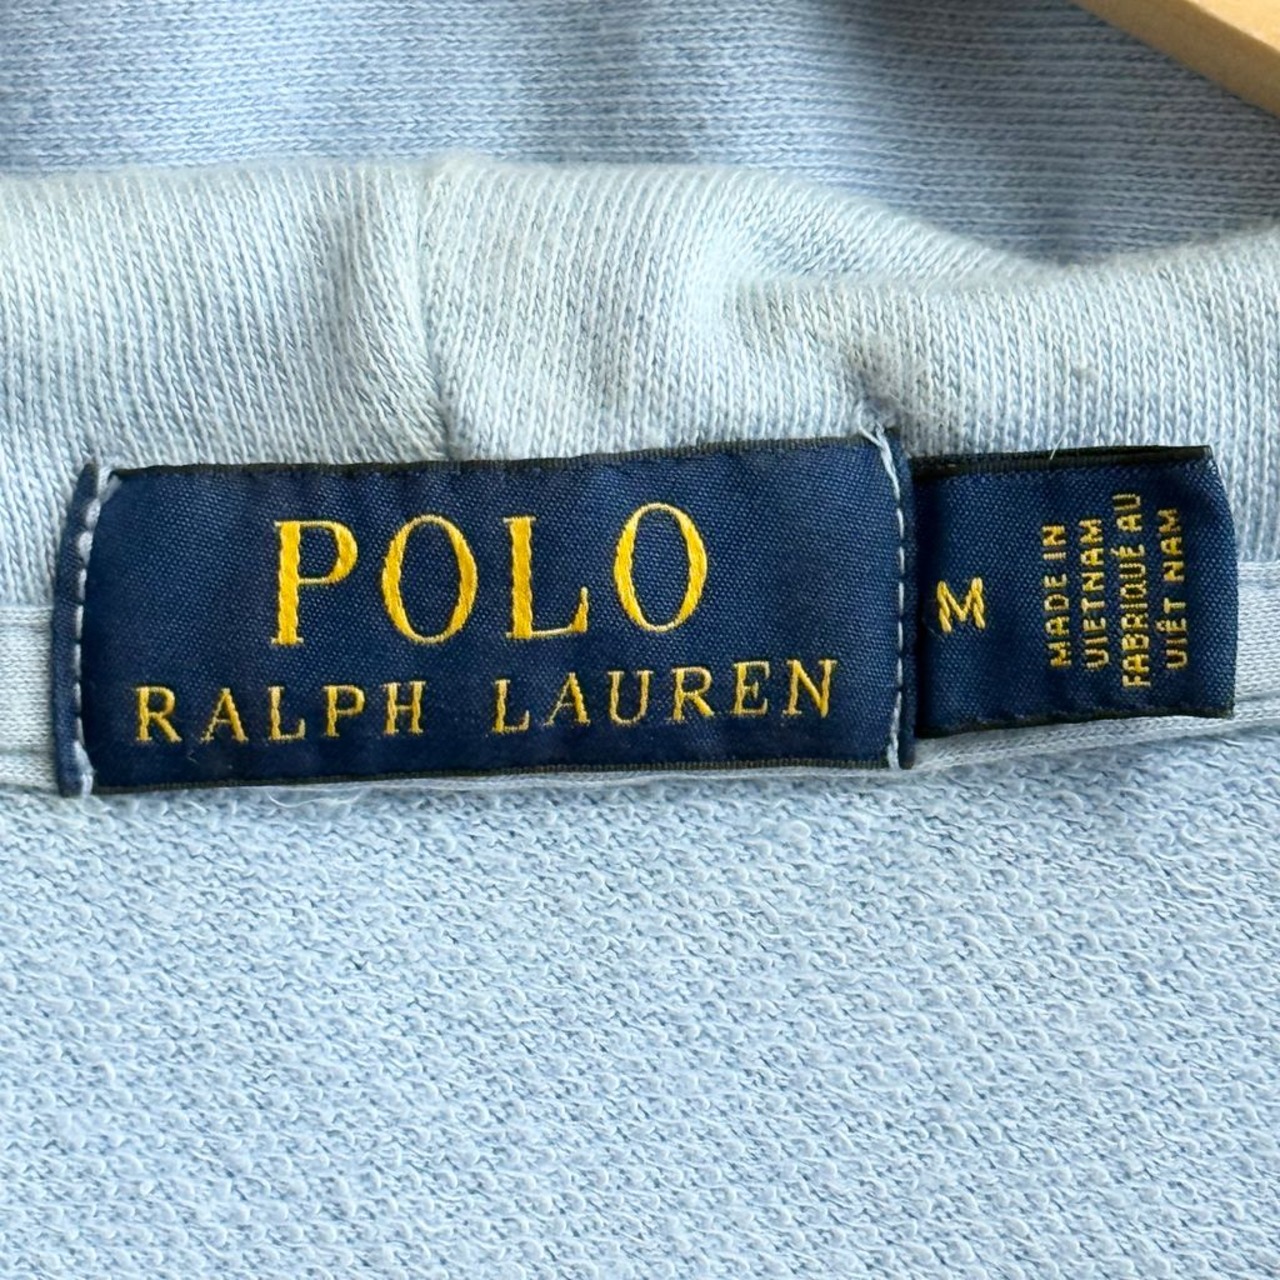 POLO
RALPH LAUREN
M
MADE IN
VIETNAM
FABRIQUÉ AU
VIÊT NAM